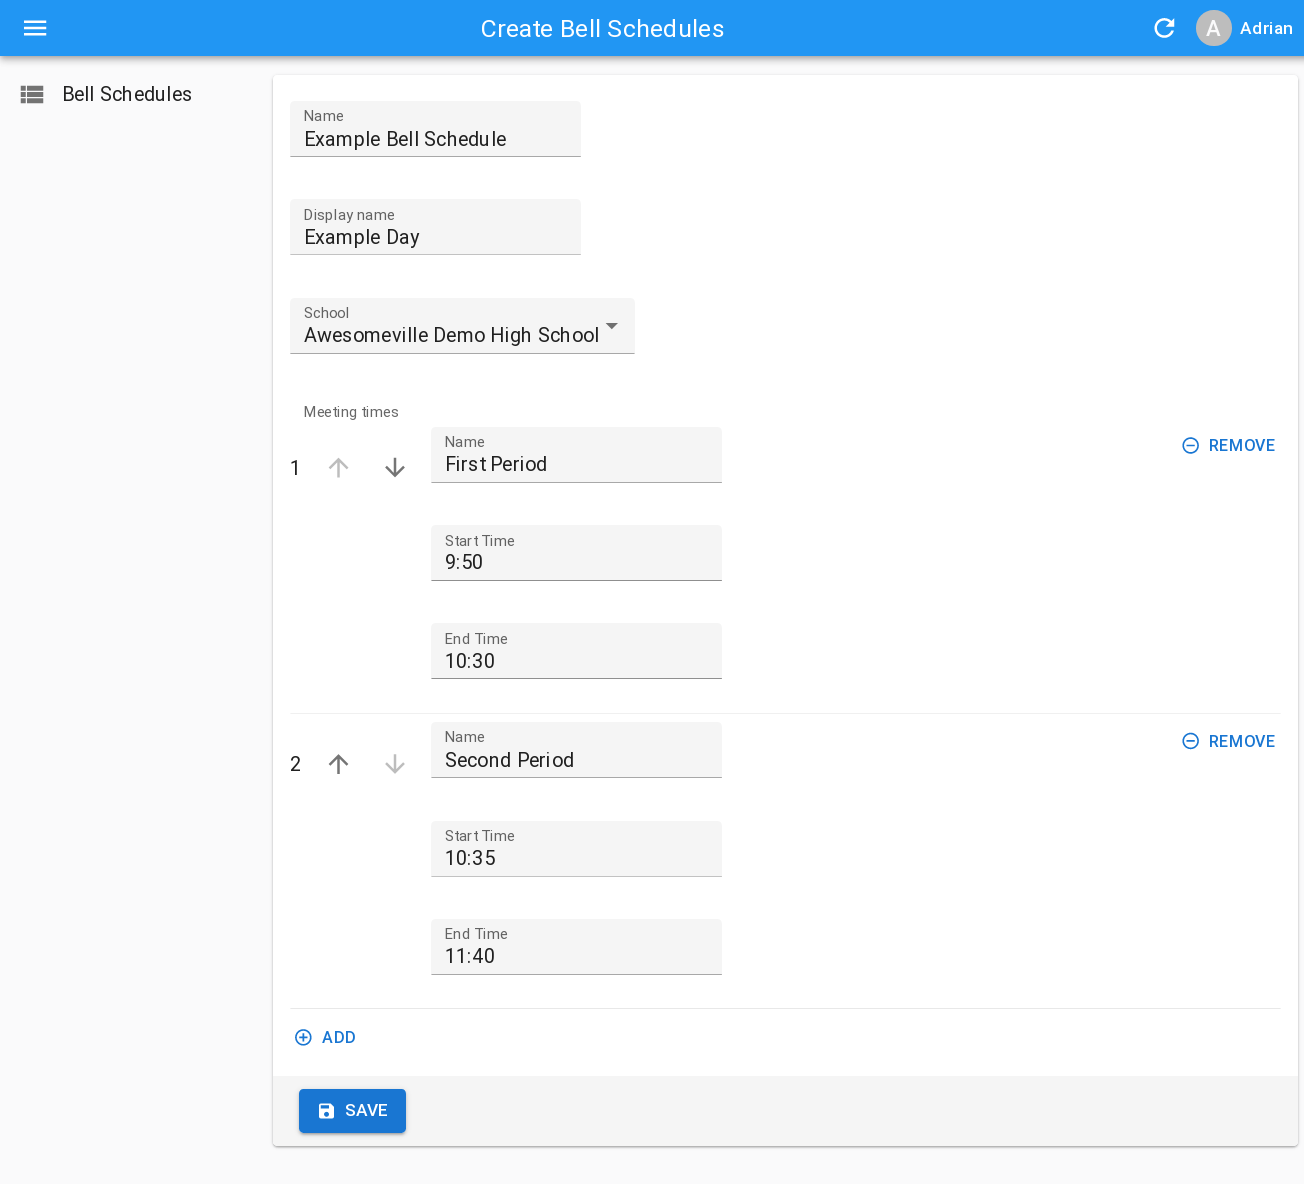 Create Bell Schedules
A Adrian
Bell Schedules
Name
Example Bell Schedule
Display name
Example Day
School
Awesomeville Demo High School
Meeting times
1
Name
First Period
REMOVE
Start Time
9:50
End Time
10:30
2
Name
Second Period
REMOVE
Start Time
10:35
End Time
11:40
ADD
SAVE